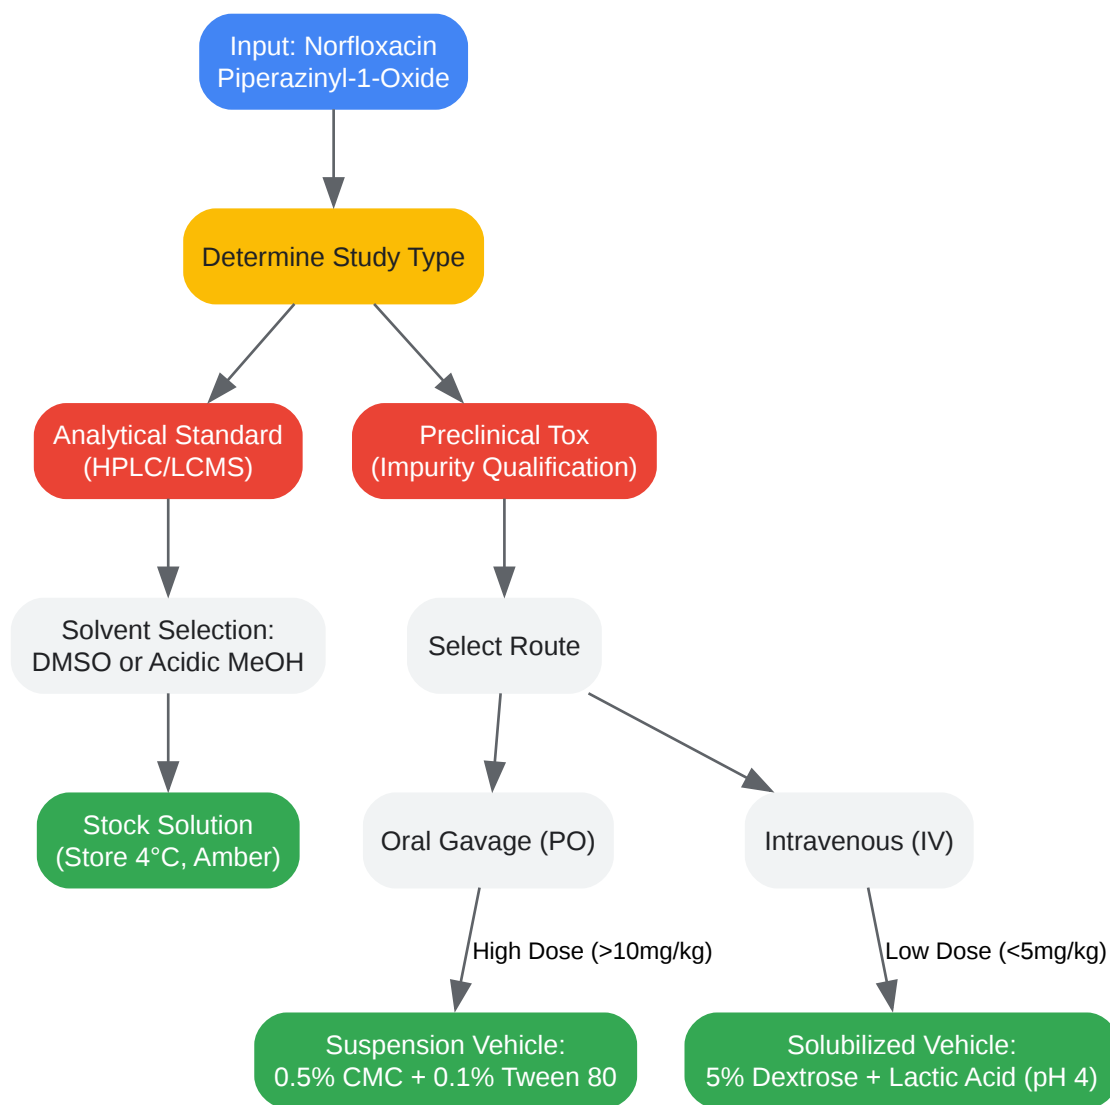 Input: Norfloxacin
Piperazinyl-1-Oxide
Determine Study Type
Analytical Standard
(HPLC/LCMS)
Preclinical Tox
(Impurity Qualification)
Solvent Selection:
DMSO or Acidic MeOH
Select Route
Stock Solution
(Store 4°C, Amber)
Oral Gavage (PO)
Intravenous (IV)
High Dose (>10mg/kg)
Low Dose (<5mg/kg)
Suspension Vehicle:
0.5% CMC + 0.1% Tween 80
Solubilized Vehicle:
5% Dextrose + Lactic Acid (pH 4)